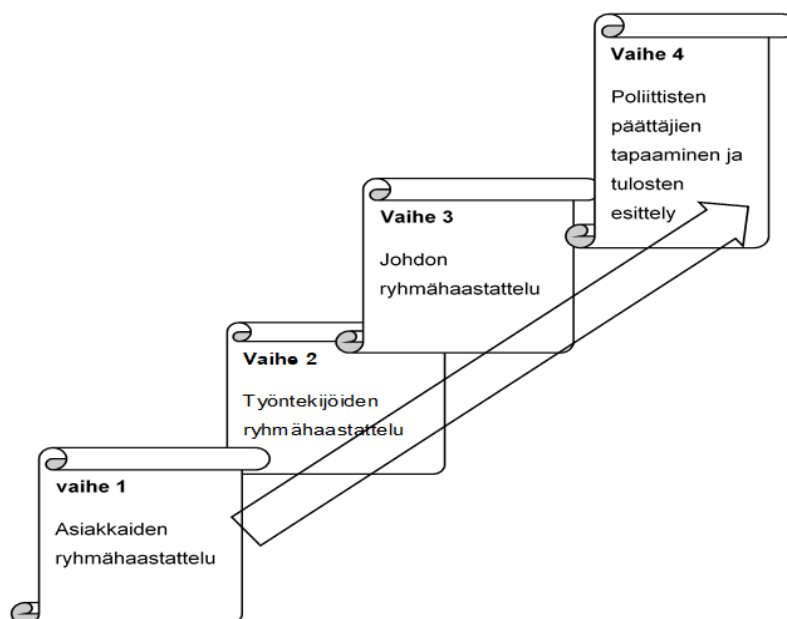 Vaihe 4
Poliittisten
päättäjien
tapaaminen ja
tulosten
esittely
Vaihe 3
Johdon
ryhmähaastattelu
Vaihe 2
Työntekijöiden
ryhmähaastattelu
vaihe 1
Asiakkaiden
ryhmähaastattelu